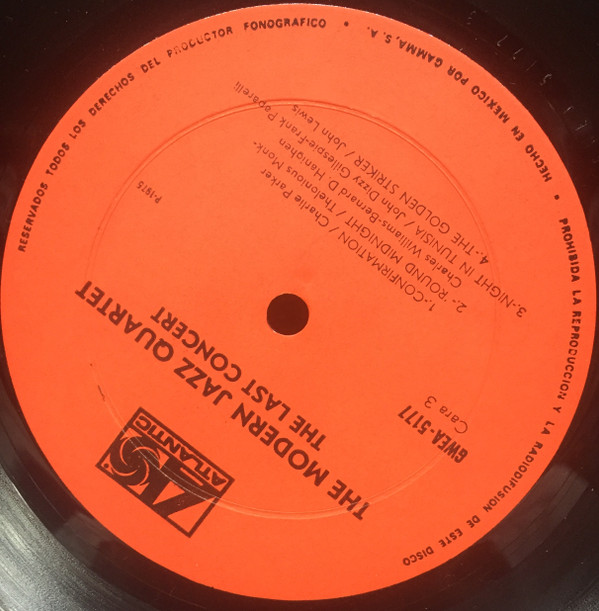 ATLANTIC
THE MODERN JAZZ QUARTET
THE LAST CONCERT
GWEA-5177
Cara 3
1.-CONFIRMATION / Charlie Parker
2.- ROUND MIDNIGHT / Thelonious Monk-
Charles Williams-Bernard D. Hanighen
3.-NIGHT IN TUNISIA / John Dizzy Gillespie-Frank Paparelli
4.-THE GOLDEN STRIKER / John Lewis
P-1975
RESERVADOS TODOS LOS DERECHOS DEL PRODUCTOR FONOGRAFICO • HECHO EN MEXICO POR GAMMA, S. A. • PROHIBIDA LA REPRODUCCION Y LA RADIODIFUSION DE ESTE DISCO